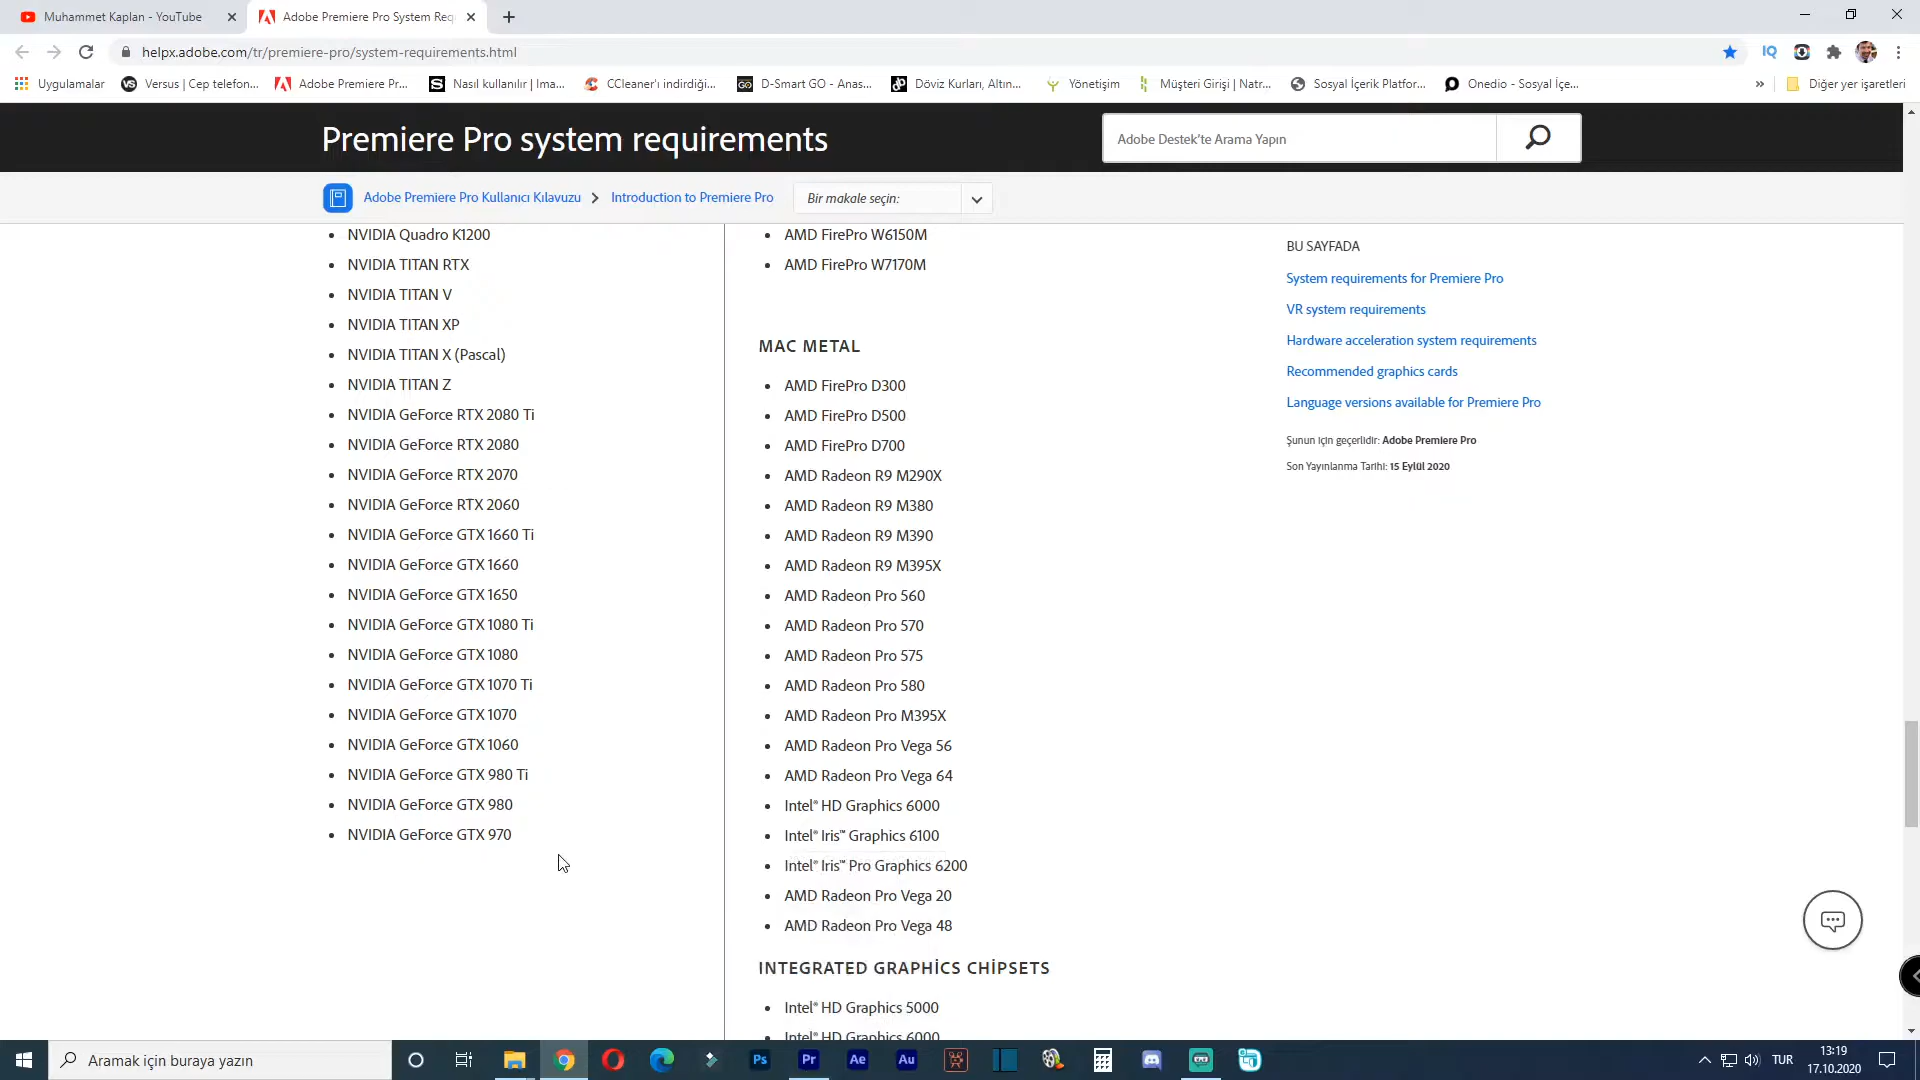 Muhammet Kaplan - YouTube
Adobe Premiere Pro System Req
helpx.adobe.com/tr/premiere-pro/system-requirements.html
IQ
Uygulamalar
VS
Versus | Cep telefon...
Adobe Premiere Pr...
S
Nasıl kullanılır | Ima...
CCleaner'ı indirdiği...
GO
D-Smart GO - Anas...
Döviz Kurları, Altın...
Yönetişim
Müşteri Girişi | Natr...
Sosyal İçerik Platfor...
Onedio - Sosyal İçe...
»
Diğer yer işaretleri
Premiere Pro system requirements
Adobe Destek'te Arama Yapın
Adobe Premiere Pro Kullanıcı Kılavuzu
Introduction to Premiere Pro
Bir makale seçin:
NVIDIA Quadro K1200
NVIDIA TITAN RTX
NVIDIA TITAN V
NVIDIA TITAN XP
NVIDIA TITAN X (Pascal)
NVIDIA TITAN Z
NVIDIA GeForce RTX 2080 Ti
NVIDIA GeForce RTX 2080
NVIDIA GeForce RTX 2070
NVIDIA GeForce RTX 2060
NVIDIA GeForce GTX 1660 Ti
NVIDIA GeForce GTX 1660
NVIDIA GeForce GTX 1650
NVIDIA GeForce GTX 1080 Ti
NVIDIA GeForce GTX 1080
NVIDIA GeForce GTX 1070 Ti
NVIDIA GeForce GTX 1070
NVIDIA GeForce GTX 1060
NVIDIA GeForce GTX 980 Ti
NVIDIA GeForce GTX 980
NVIDIA GeForce GTX 970
AMD FirePro W6150M
AMD FirePro W7170M
MAC METAL
AMD FirePro D300
AMD FirePro D500
AMD FirePro D700
AMD Radeon R9 M290X
AMD Radeon R9 M380
AMD Radeon R9 M390
AMD Radeon R9 M395X
AMD Radeon Pro 560
AMD Radeon Pro 570
AMD Radeon Pro 575
AMD Radeon Pro 580
AMD Radeon Pro M395X
AMD Radeon Pro Vega 56
AMD Radeon Pro Vega 64
Intel® HD Graphics 6000
Intel® Iris™ Graphics 6100
Intel® Iris™ Pro Graphics 6200
AMD Radeon Pro Vega 20
AMD Radeon Pro Vega 48
INTEGRATED GRAPHİCS CHİPSETS
Intel® HD Graphics 5000
Intel® HD Graphics 6000
BU SAYFADA
System requirements for Premiere Pro
VR system requirements
Hardware acceleration system requirements
Recommended graphics cards
Language versions available for Premiere Pro
Şunun için geçerlidir: Adobe Premiere Pro
Son Yayınlanma Tarihi: 15 Eylül 2020
Aramak için buraya yazın
Ps
Pr
Ae
Au
TUR
13:19
17.10.2020